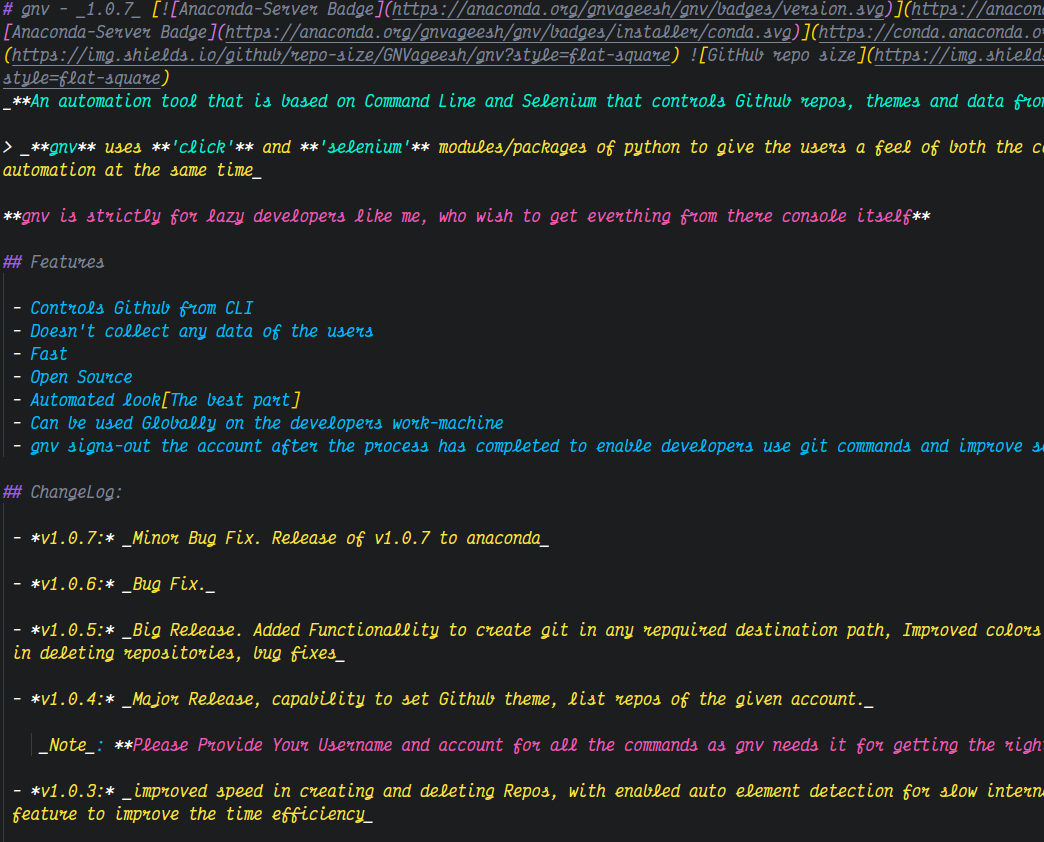 # gnv - _1.0.7_ [![Anaconda-Server Badge](https://anaconda.org/gnvageesh/gnv/badges/version.svg)](https://anacon
[Anaconda-Server Badge](https://anaconda.org/gnvageesh/gnv/badges/installer/conda.svg)](https://conda.anaconda.o
(https://img.shields.io/github/repo-size/GNVageesh/gnv?style=flat-square) ![GitHub repo size](https://img.shield
style=flat-square)
_**An automation tool that is based on Command Line and Selenium that controls Github repos, themes and data fro
> _**gnv** uses **'click'** and **'selenium'** modules/packages of python to give the users a feel of both the c
automation at the same time_
**gnv is strictly for lazy developers like me, who wish to get everthing from there console itself**
## Features
- Controls Github from CLI
- Doesn't collect any data of the users
- Fast
- Open Source
- Automated look[The best part]
- Can be used Globally on the developers work-machine
- gnv signs-out the account after the process has completed to enable developers use git commands and improve s
## ChangeLog:
- *v1.0.7:* _Minor Bug Fix. Release of v1.0.7 to anaconda_
- *v1.0.6:* _Bug Fix._
- *v1.0.5:* _Big Release. Added Functionallity to create git in any repquired destination path, Improved colors
in deleting repositories, bug fixes_
- *v1.0.4:* _Major Release, capability to set Github theme, list repos of the given account._
_Note_: **Please Provide Your Username and account for all the commands as gnv needs it for getting the righ
- *v1.0.3:* _improved speed in creating and deleting Repos, with enabled auto element detection for slow intern
feature to improve the time efficiency_